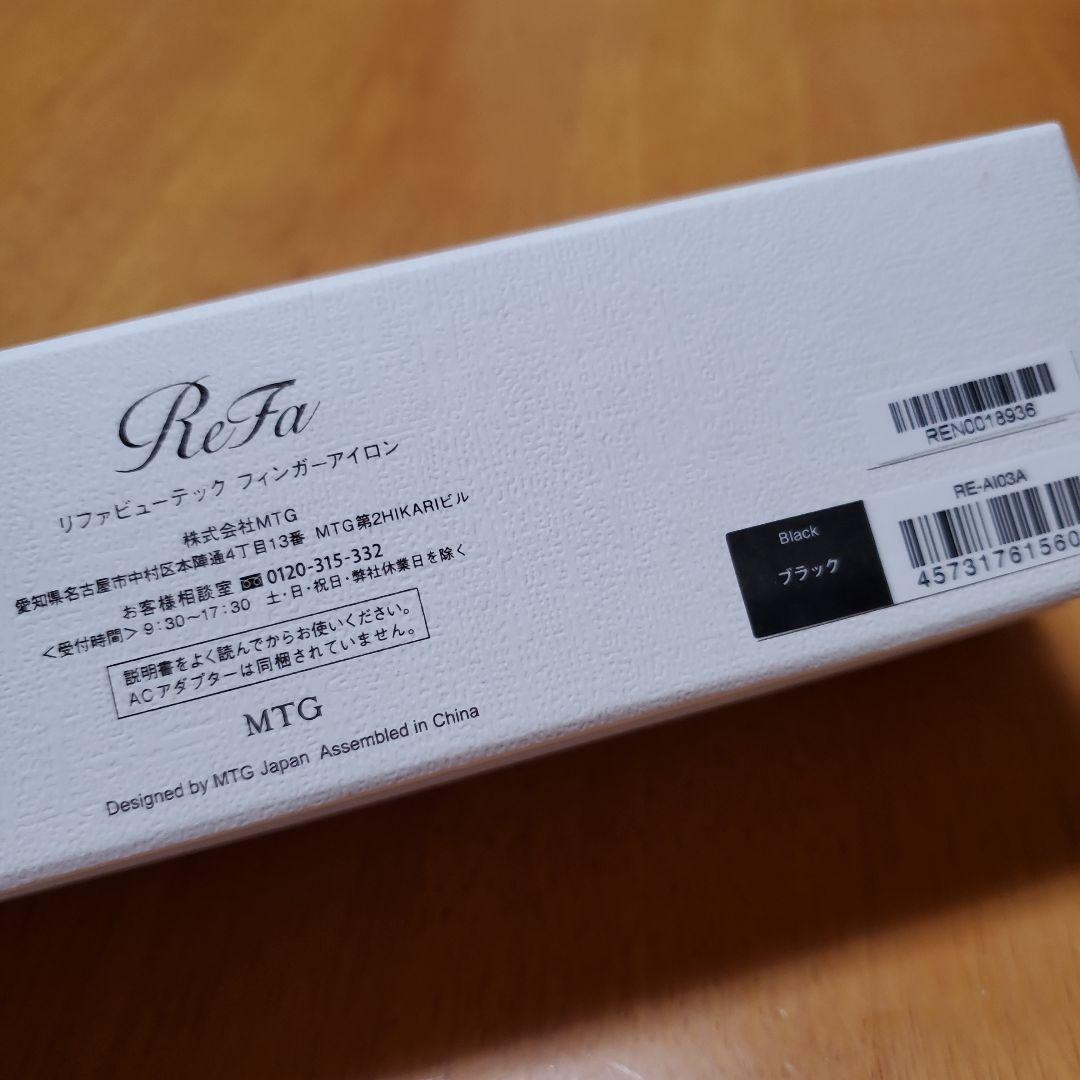 ReFa
リファビューテック フィンガーアイロン
株式会社MTG
愛知県名古屋市中村区本陣通4丁目13番 MTG第2HIKARIビル
お客様相談室 0120-315-332
<受付時間> 9:30〜17:30 土・日・祝日・弊社休業日を除く
説明書をよく読んでからお使いください。
ACアダプターは同梱されていません。
MTG
Designed by MTG Japan Assembled in China
REN0018936
RE-AI03A
Black
ブラック
45731761560